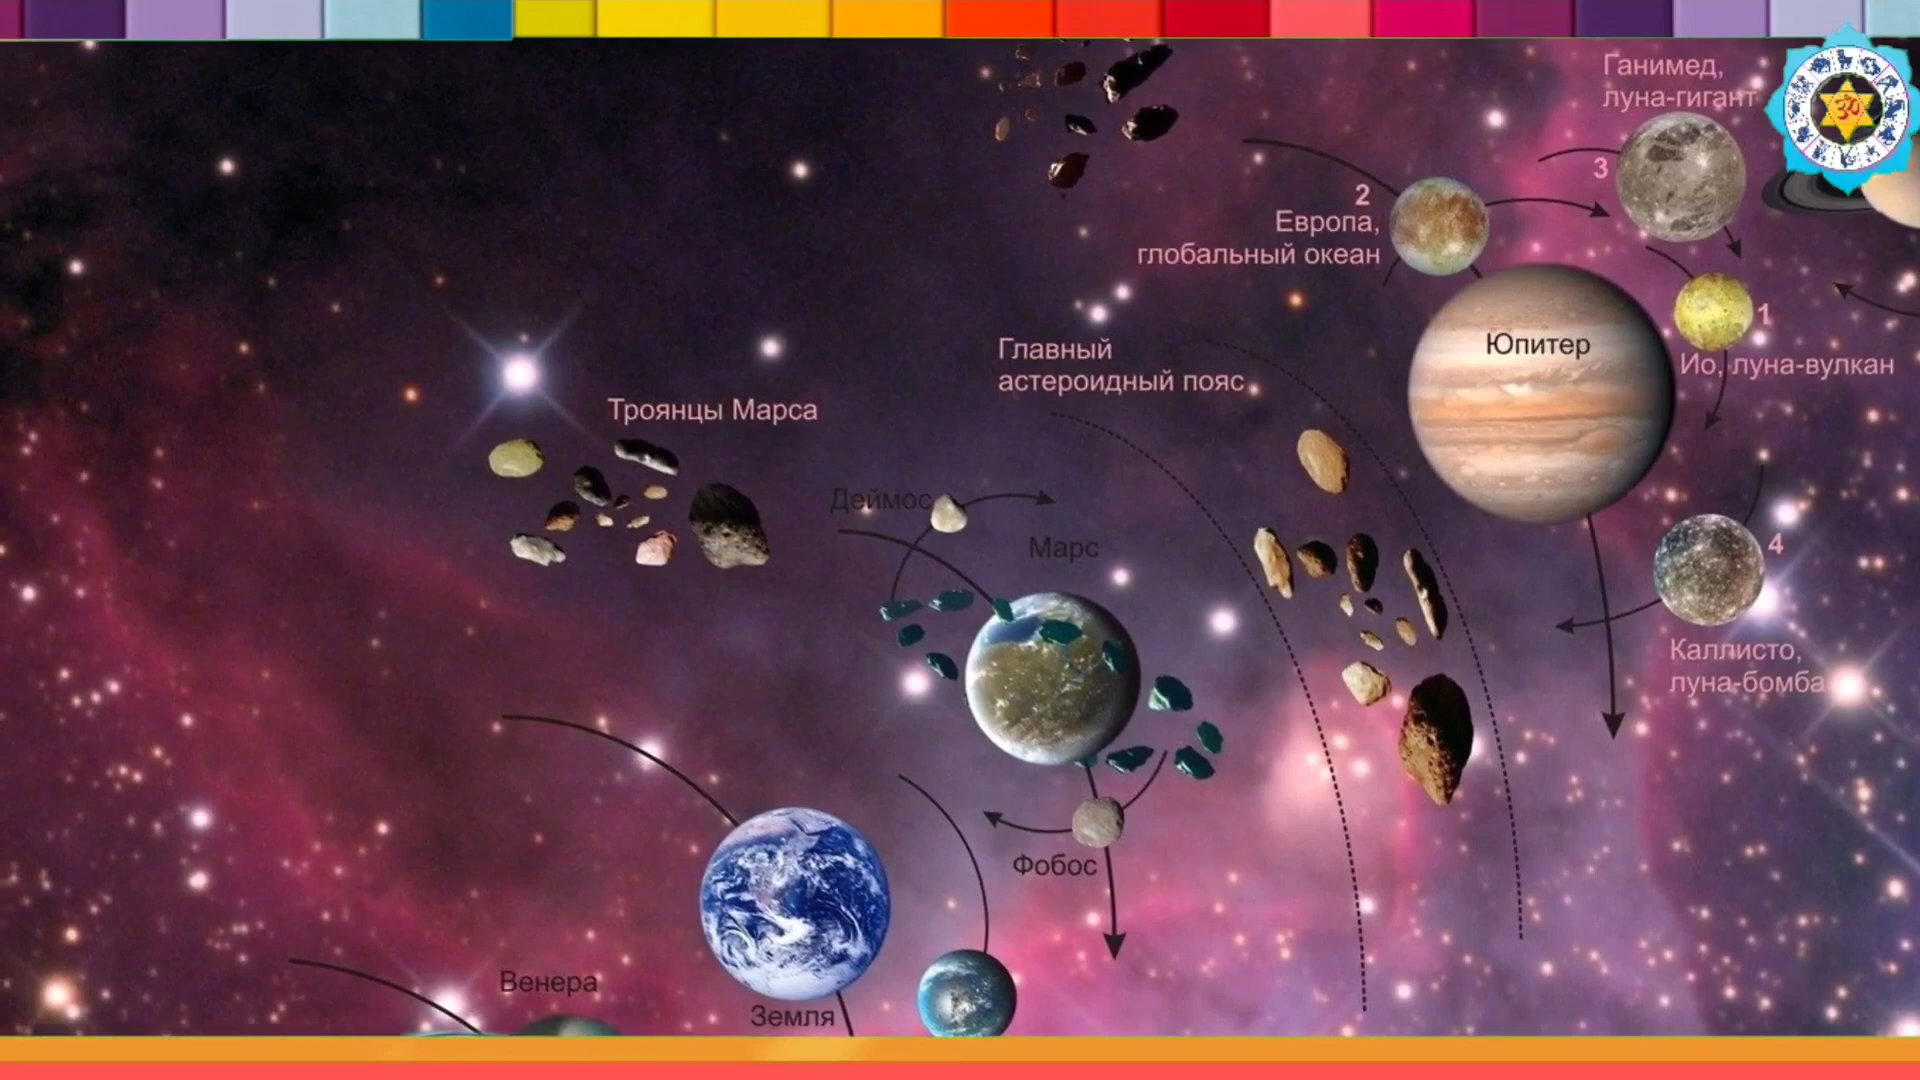 Ганимед,
луна-гигант
3
2
Европа,
глобальный океан
1
Юпитер
Ио, луна-вулкан
Главный
астероидный пояс
Троянцы Марса
Деймос
Марс
4
Каллисто,
луна-бомба
Фобос
Венера
Земля
ॐ